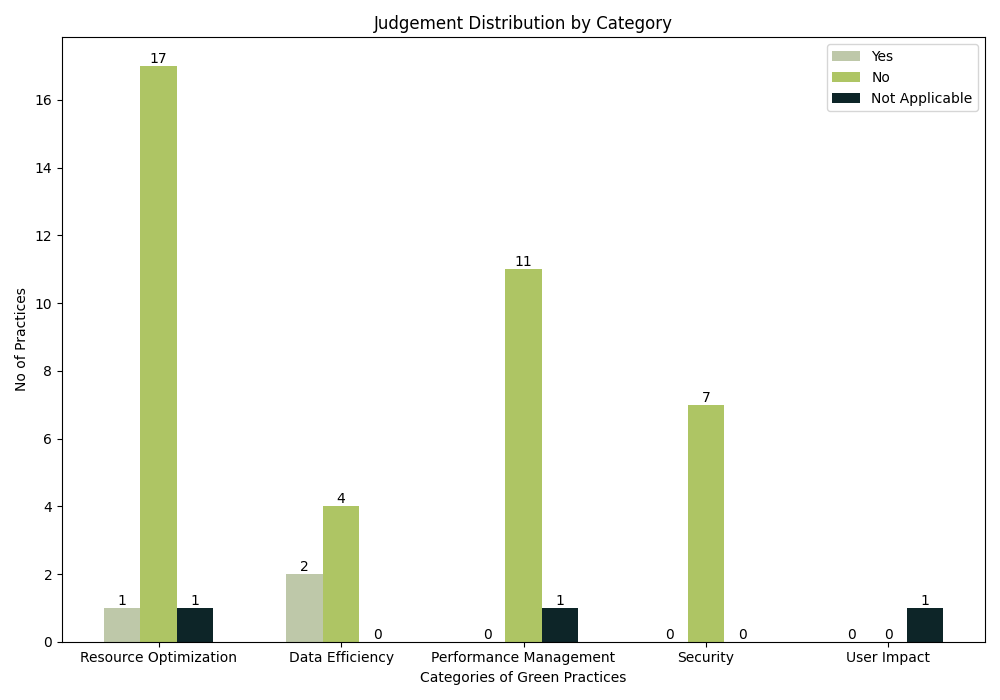 Judgement Distribution by Category
Yes
No
Not Applicable
No of Practices
16
14
12
10
8
6
4
2
0
1
17
1
2
4
0
0
11
1
0
7
0
0
0
1
Resource Optimization
Data Efficiency
Performance Management
Security
User Impact
Categories of Green Practices